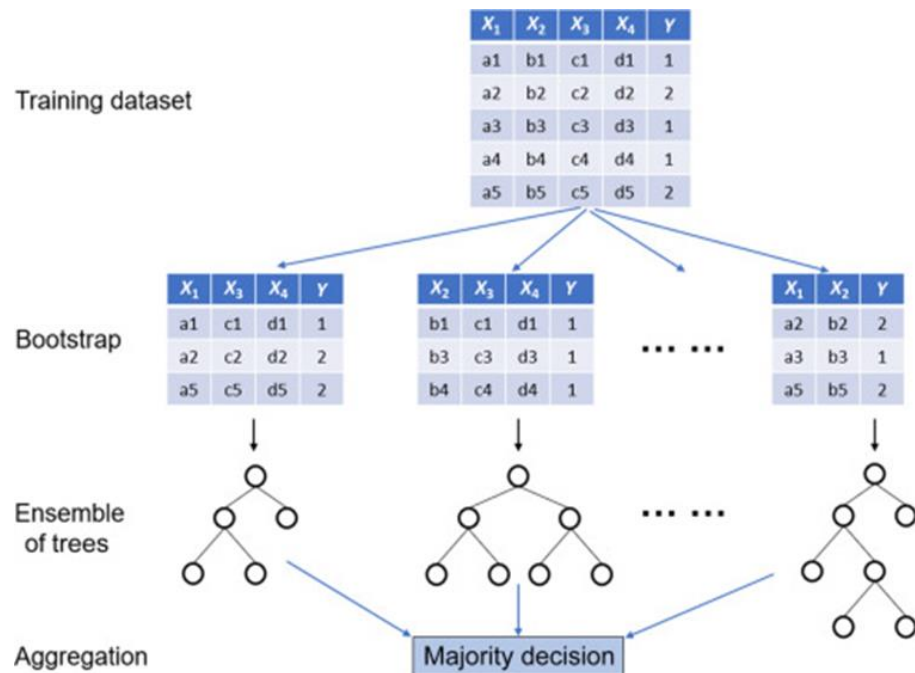 X₁ X₂ X₃ X₄ Y
a1 b1 c1 d1 1
Training dataset
a2 b2 c2 d2 2
a3 b3 c3 d3 1
a4 b4 c4 d4 1
a5 b5 c5 d5 2
X₁ X₃ X₄ Y
a1 c1 d1 1
a2 c2 d2 2
a5 c5 d5 2
X₂ X₃ X₄ Y
b1 c1 d1 1
b3 c3 d3 1
b4 c4 d4 1
... ...
X₁ X₂ Y
a2 b2 2
a3 b3 1
a5 b5 2
Bootstrap
Ensemble
of trees
... ...
Aggregation
Majority decision